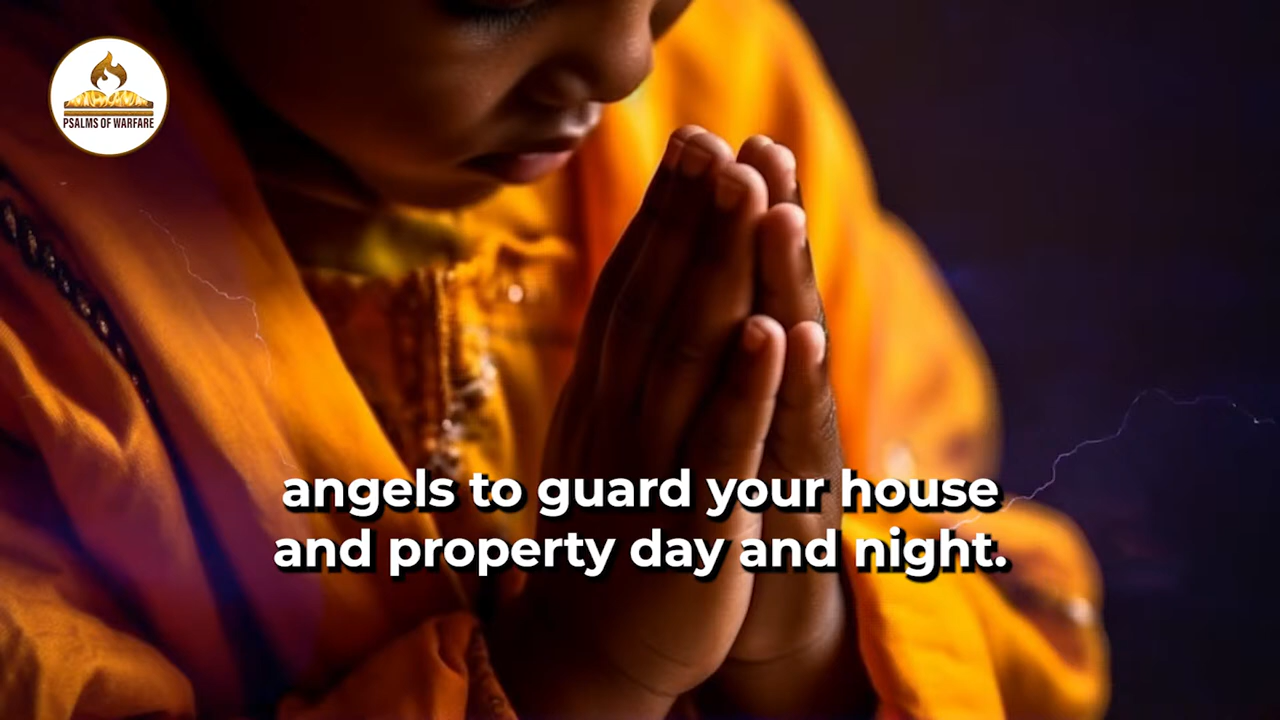 PSALMS OF WARFARE
angels to guard your house
and property day and night.